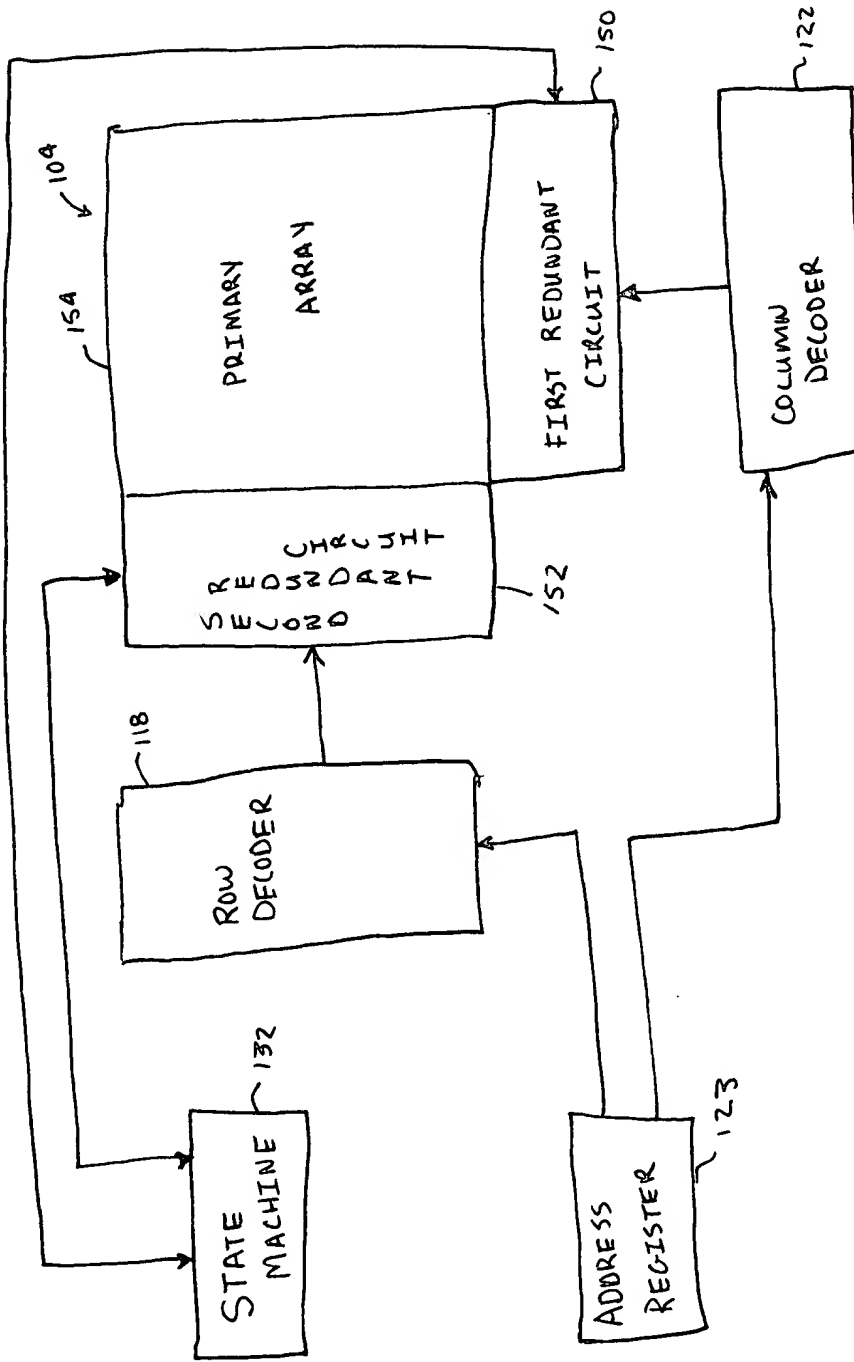 154
104
PRIMARY
ARRAY
150
FIRST REDUNDANT
CIRCUIT
SECOND
REDUNDANT
CIRCUIT
152
118
ROW
DECODER
122
COLUMN
DECODER
132
STATE
MACHINE
ADDRESS
REGISTER
123